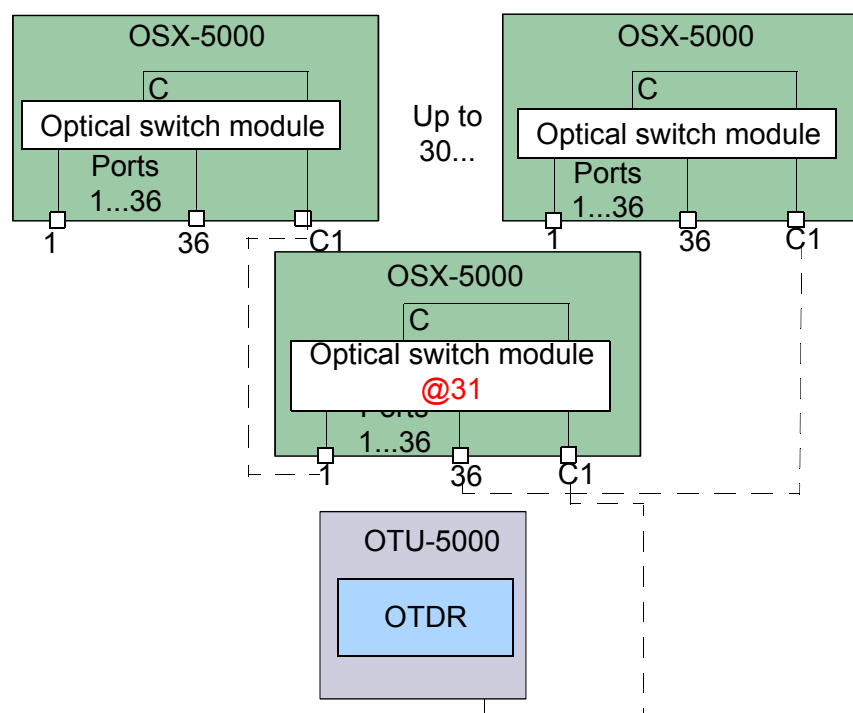 OSX-5000
C
Optical switch module
Ports
1...36
1
36
C1
Up to
30...
OSX-5000
C
Optical switch module
Ports
1...36
1
36
C1
OSX-5000
C
Optical switch module
@31
Ports
1...36
1
36
C1
OTU-5000
OTDR